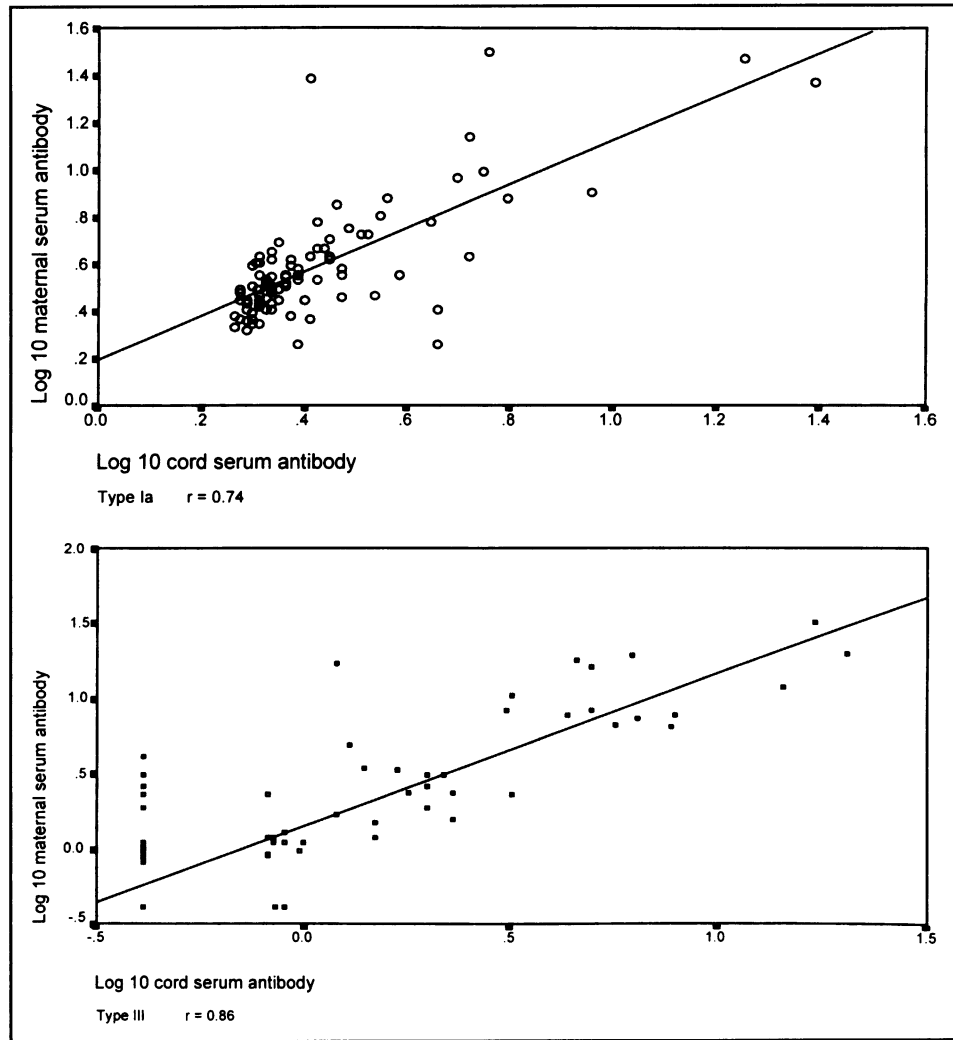 Log 10 maternal serum antibody
1.6
1.4
1.2
1.0
.8
.6
.4
.2
0.0
0.0 .2 .4 .6 .8 1.0 1.2 1.4 1.6
Log 10 cord serum antibody
Type Ia r = 0.74
Log 10 maternal serum antibody
2.0
1.5
1.0
.5
0.0
-.5
-.5 0.0 .5 1.0 1.5
Log 10 cord serum antibody
Type III r = 0.86